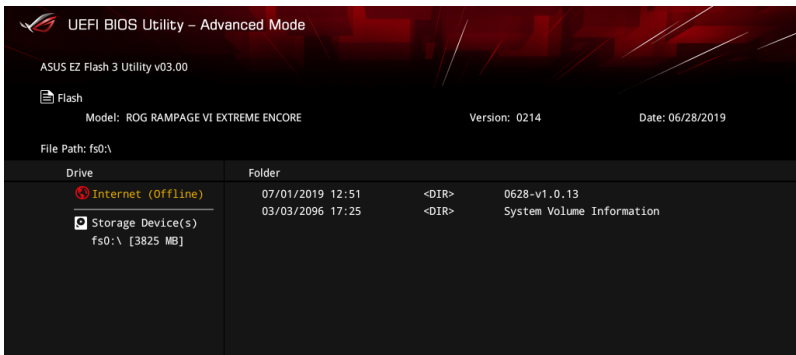 UEFI BIOS Utility – Advanced Mode
ASUS EZ Flash 3 Utility v03.00
Flash
Model: ROG RAMPAGE VI EXTREME ENCORE Version: 0214 Date: 06/28/2019
File Path: fs0:\
Drive Folder
Internet (Offline) 07/01/2019 12:51 <DIR> 0628-v1.0.13
03/03/2096 17:25 <DIR> System Volume Information
Storage Device(s)
fs0:\ [3825 MB]